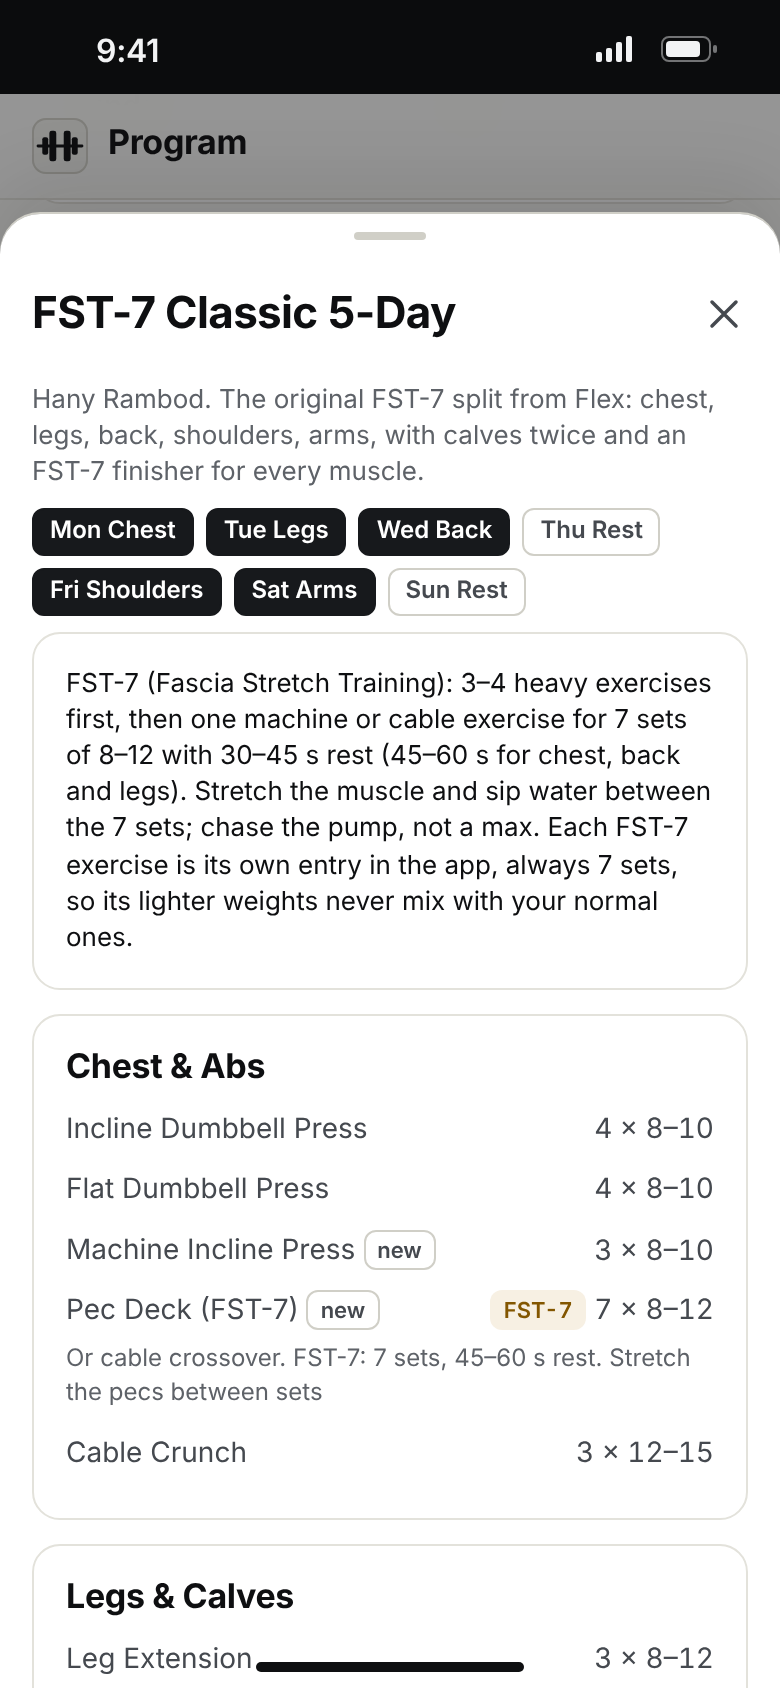 9:41
Program
FST-7 Classic 5-Day
Hany Rambod. The original FST-7 split from Flex: chest,
legs, back, shoulders, arms, with calves twice and an
FST-7 finisher for every muscle.
Mon Chest Tue Legs Wed Back Thu Rest
Fri Shoulders Sat Arms Sun Rest
FST-7 (Fascia Stretch Training): 3–4 heavy exercises
first, then one machine or cable exercise for 7 sets
of 8–12 with 30–45 s rest (45–60 s for chest, back
and legs). Stretch the muscle and sip water between
the 7 sets; chase the pump, not a max. Each FST-7
exercise is its own entry in the app, always 7 sets,
so its lighter weights never mix with your normal
ones.
Chest & Abs
Incline Dumbbell Press 4 × 8–10
Flat Dumbbell Press 4 × 8–10
Machine Incline Press new 3 × 8–10
Pec Deck (FST-7) new FST-7 7 × 8–12
Or cable crossover. FST-7: 7 sets, 45–60 s rest. Stretch
the pecs between sets
Cable Crunch 3 × 12–15
Legs & Calves
Leg Extension 3 × 8–12